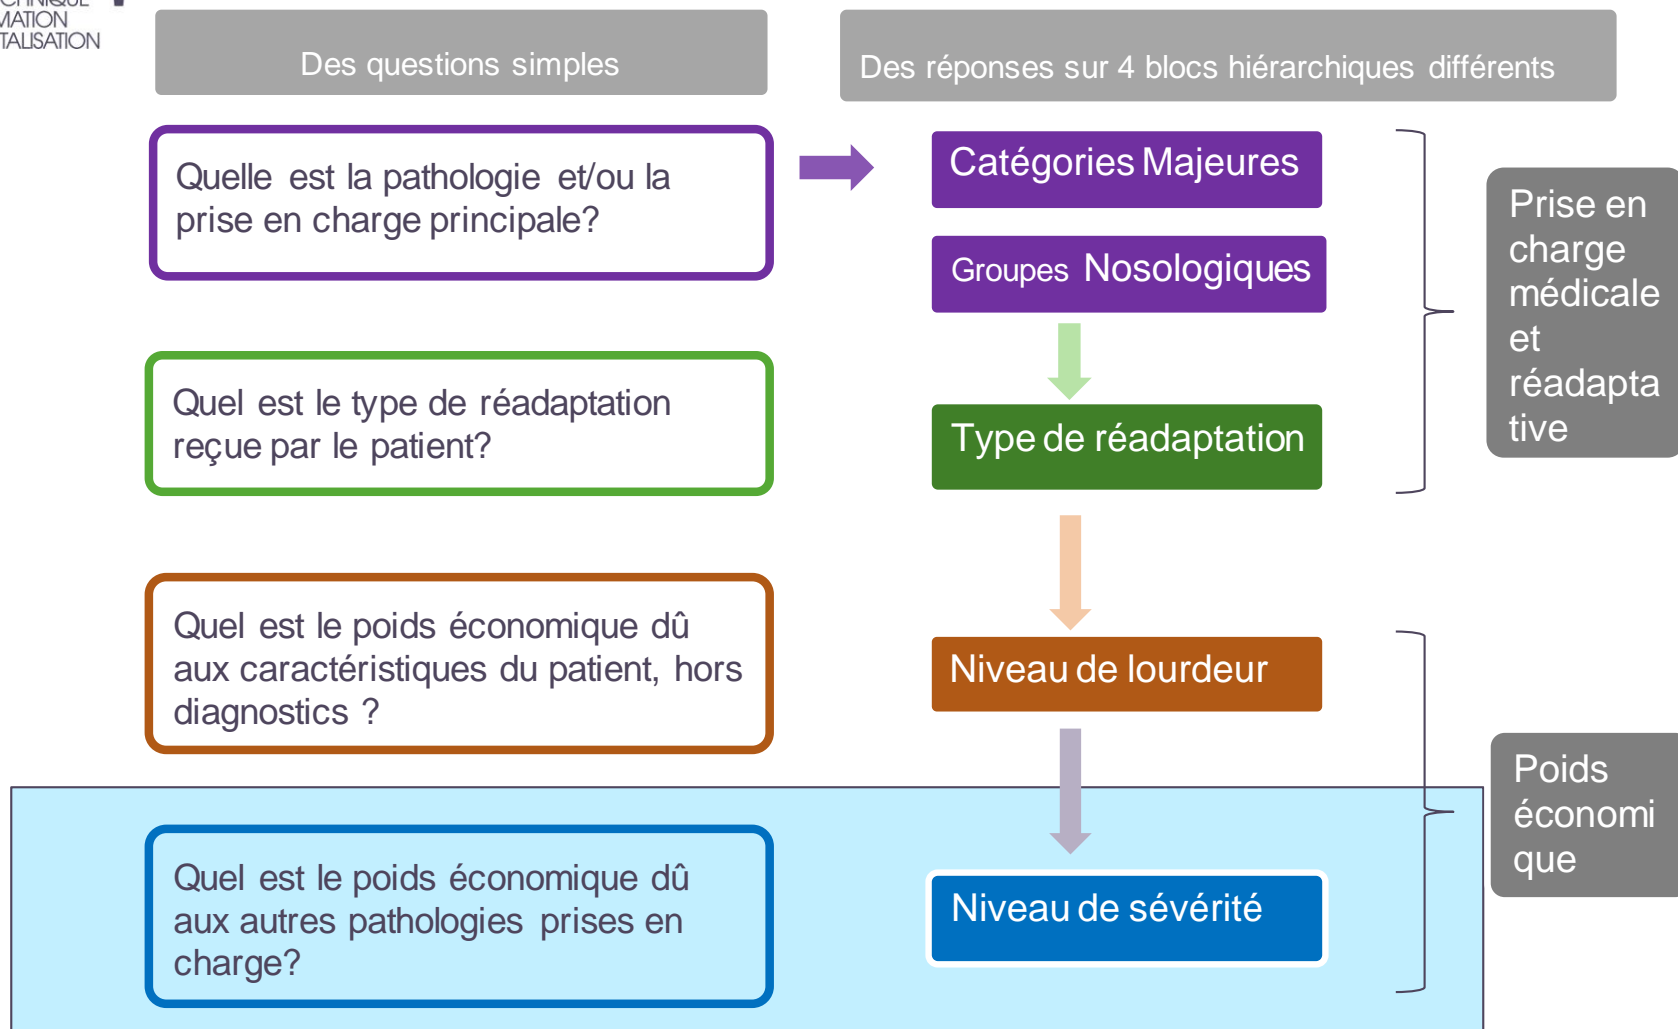 TALISATION
Des questions simples
Des réponses sur 4 blocs hiérarchiques différents
Quelle est la pathologie et/ou la
prise en charge principale?
Catégories Majeures
Groupes Nosologiques
Prise en
charge
médicale
et
réadapta
tive
Quel est le type de réadaptation
reçue par le patient?
Type de réadaptation
Quel est le poids économique dû
aux caractéristiques du patient, hors
diagnostics ?
Niveau de lourdeur
Poids
économi
que
Quel est le poids économique dû
aux autres pathologies prises en
charge?
Niveau de sévérité